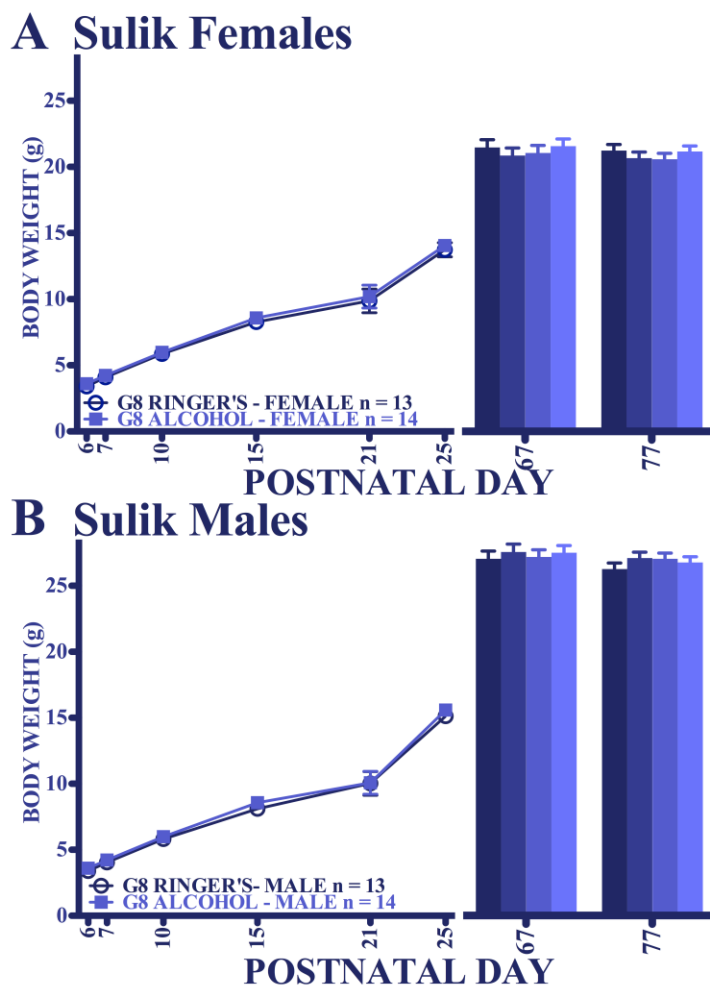 A Sulik Females
BODY WEIGHT (g)
25
20
15
10
5
0
G8 RINGER'S - FEMALE n = 13
G8 ALCOHOL - FEMALE n = 14
6 7 10 15 21 25 67 77
POSTNATAL DAY
B Sulik Males
BODY WEIGHT (g)
25
20
15
10
5
0
G8 RINGER'S- MALE n = 13
G8 ALCOHOL - MALE n = 14
6 7 10 15 21 25 67 77
POSTNATAL DAY